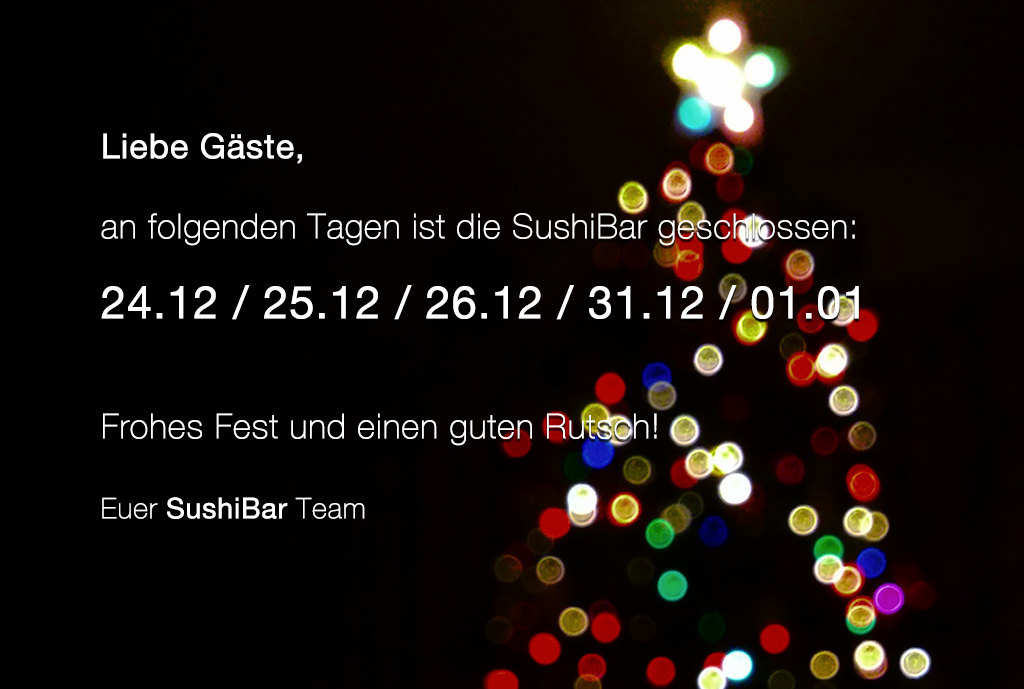 Liebe Gäste,
an folgenden Tagen ist die SushiBar geschlossen:
24.12 / 25.12 / 26.12 / 31.12 / 01.01
Frohes Fest und einen guten Rutsch!
Euer SushiBar Team